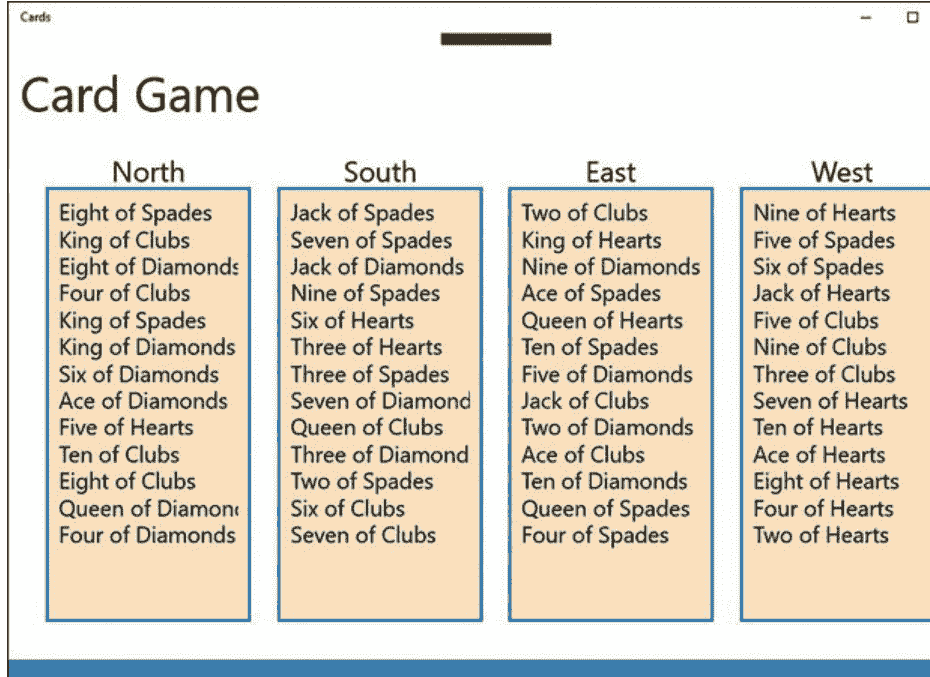 Cards
Card Game
North
Eight of Spades
King of Clubs
Eight of Diamonds
Four of Clubs
King of Spades
King of Diamonds
Six of Diamonds
Ace of Diamonds
Five of Hearts
Ten of Clubs
Eight of Clubs
Queen of Diamon
Four of Diamonds
South
Jack of Spades
Seven of Spades
Jack of Diamonds
Nine of Spades
Six of Hearts
Three of Hearts
Three of Spades
Seven of Diamond
Queen of Clubs
Three of Diamond
Two of Spades
Six of Clubs
Seven of Clubs
East
Two of Clubs
King of Hearts
Nine of Diamonds
Ace of Spades
Queen of Hearts
Ten of Spades
Five of Diamonds
Jack of Clubs
Two of Diamonds
Ace of Clubs
Ten of Diamonds
Queen of Spades
Four of Spades
West
Nine of Hearts
Five of Spades
Six of Spades
Jack of Hearts
Five of Clubs
Nine of Clubs
Three of Clubs
Seven of Hearts
Ten of Hearts
Ace of Hearts
Eight of Hearts
Four of Hearts
Two of Hearts